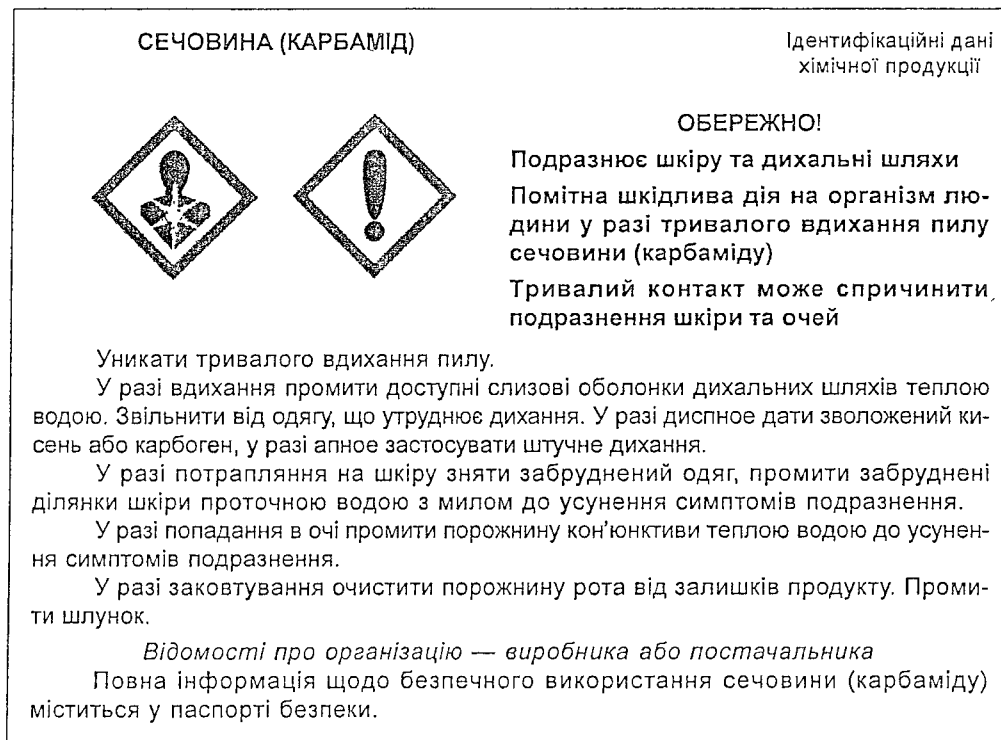 СЕЧОВИНА (КАРБАМІД)
Ідентифікаційні дані
хімічної продукції
ОБЕРЕЖНО!
Подразнює шкіру та дихальні шляхи
Помітна шкідлива дія на організм лю-
дини у разі тривалого вдихання пилу
сечовини (карбаміду)
Тривалий контакт може спричинити
подразнення шкіри та очей
Уникати тривалого вдихання пилу.
У разі вдихання промити доступні слизові оболонки дихальних шляхів теплою
водою. Звільнити від одягу, що утруднює дихання. У разі диспное дати зволожений ки-
сень або карбоген, у разі апное застосувати штучне дихання.
У разі потрапляння на шкіру зняти забруднений одяг, промити забруднені
ділянки шкіри проточною водою з милом до усунення симптомів подразнення.
У разі попадання в очі промити порожнину кон'юнктиви теплою водою до усунен-
ня симптомів подразнення.
У разі заковтування очистити порожнину рота від залишків продукту. Проми-
ти шлунок.
Відомості про організацію — виробника або постачальника
Повна інформація щодо безпечного використання сечовини (карбаміду)
міститься у паспорті безпеки.